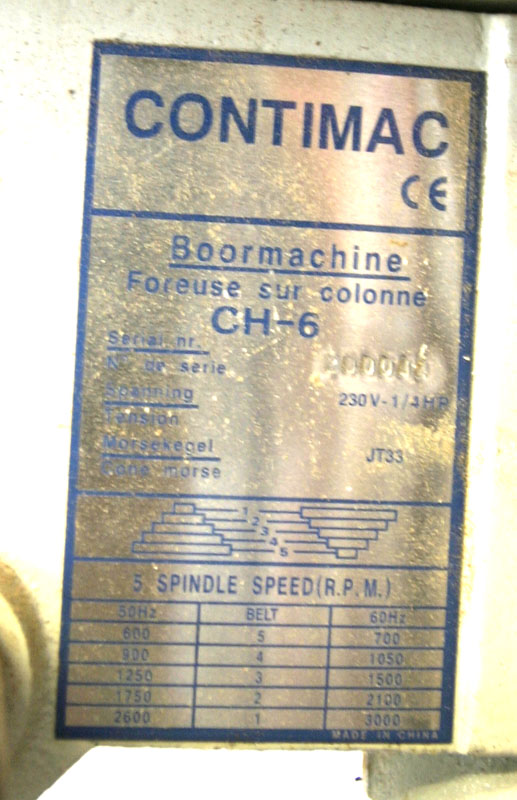 CONTIMAC
CE
Boormachine
Foreuse sur colonne
CH-6
Serial nr.
N° de serie
Spanning 230V-1/4HP
Tension
Morsekegel JT33
Cone morse
1
2
3
4
5
5 SPINDLE SPEED(R.P.M.)
50Hz BELT 60Hz
600 5 700
900 4 1050
1250 3 1500
1750 2 2100
2600 1 3000
MADE IN CHINA